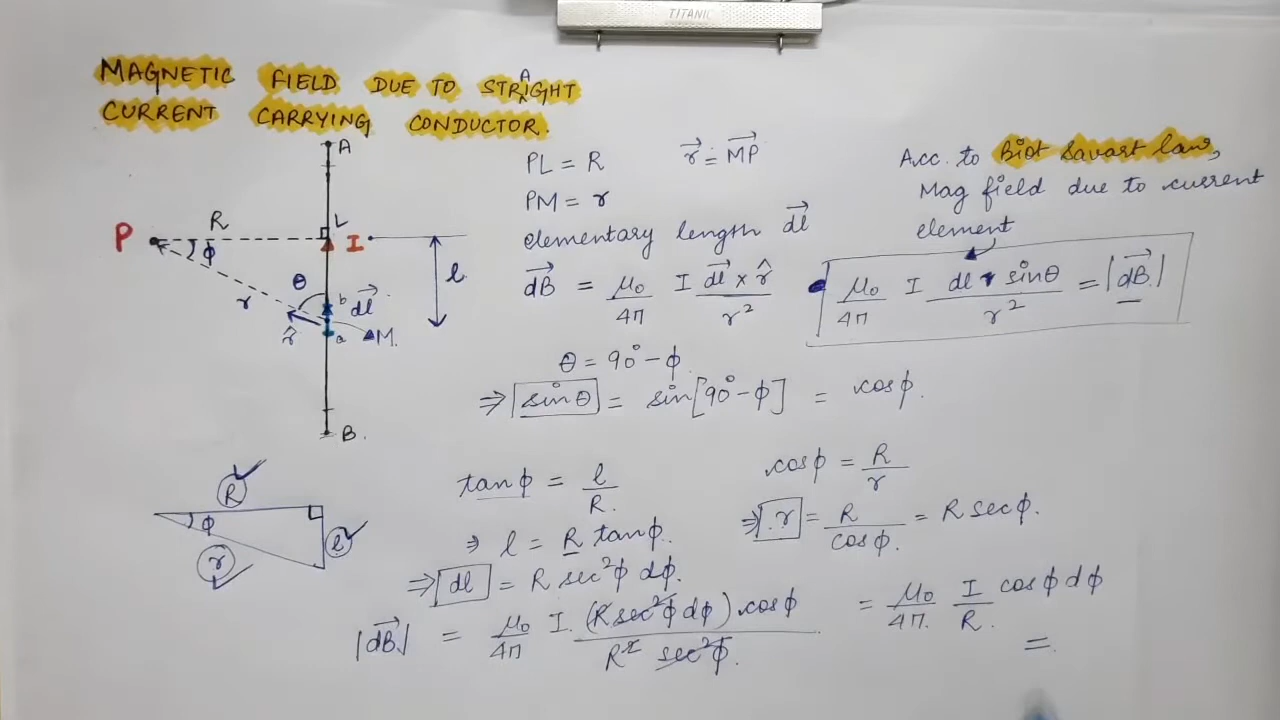 TITANIC
MAGNETIC FIELD DUE TO STRAIGHT
CURRENT CARRYING CONDUCTOR.
A
PL = R
r⃗ = MP⃗
Acc. to Biot Savart law,
PM = r
Mag field due to current
element
R
L
P
I
ϕ
elementary length dl⃗
l
θ
b
dl⃗
r
r̂
a
M.
dB⃗ = μ₀/4π I dl⃗ × r̂/r²
μ₀/4π I dl sinθ/r² = |dB⃗|
θ = 90° – ϕ
⇒ sinθ = sin[90° – ϕ] = cosϕ.
B.
R
ϕ
l
r
tanϕ = l/R.
cosϕ = R/r
⇒ l = R tanϕ.
⇒ r = R/cosϕ. = R secϕ.
⇒ dl = R sec²ϕ dϕ.
|dB⃗| = μ₀/4π I. (R sec²ϕ dϕ) cosϕ/R² sec²ϕ. = μ₀/4π. I/R. cosϕ dϕ
=